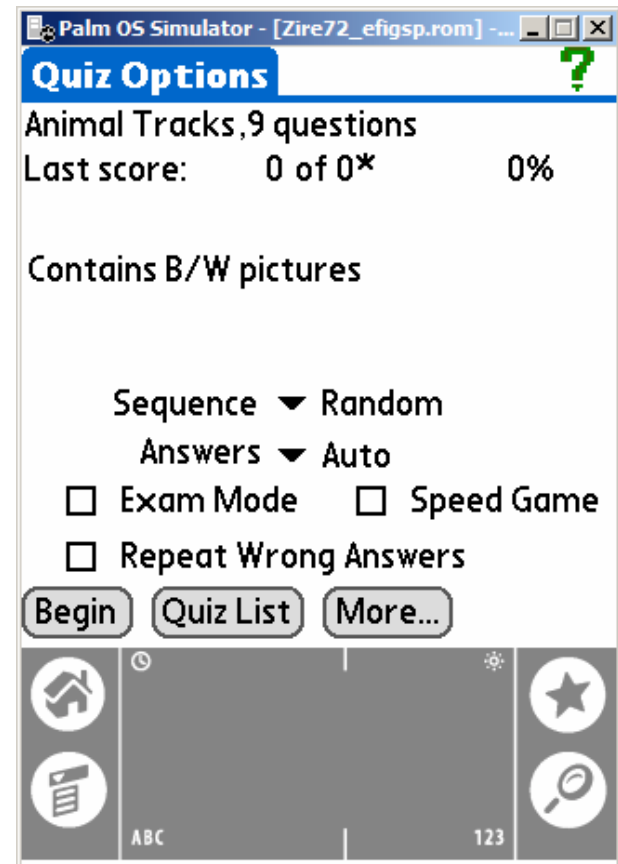 Palm OS Simulator - [Zire72_efigsp.rom] -...
Quiz Options ?
Animal Tracks,9 questions
Last score: 0 of 0* 0%
Contains B/W pictures
Sequence Random
Answers Auto
Exam Mode Speed Game
Repeat Wrong Answers
Begin Quiz List More...
ABC 123